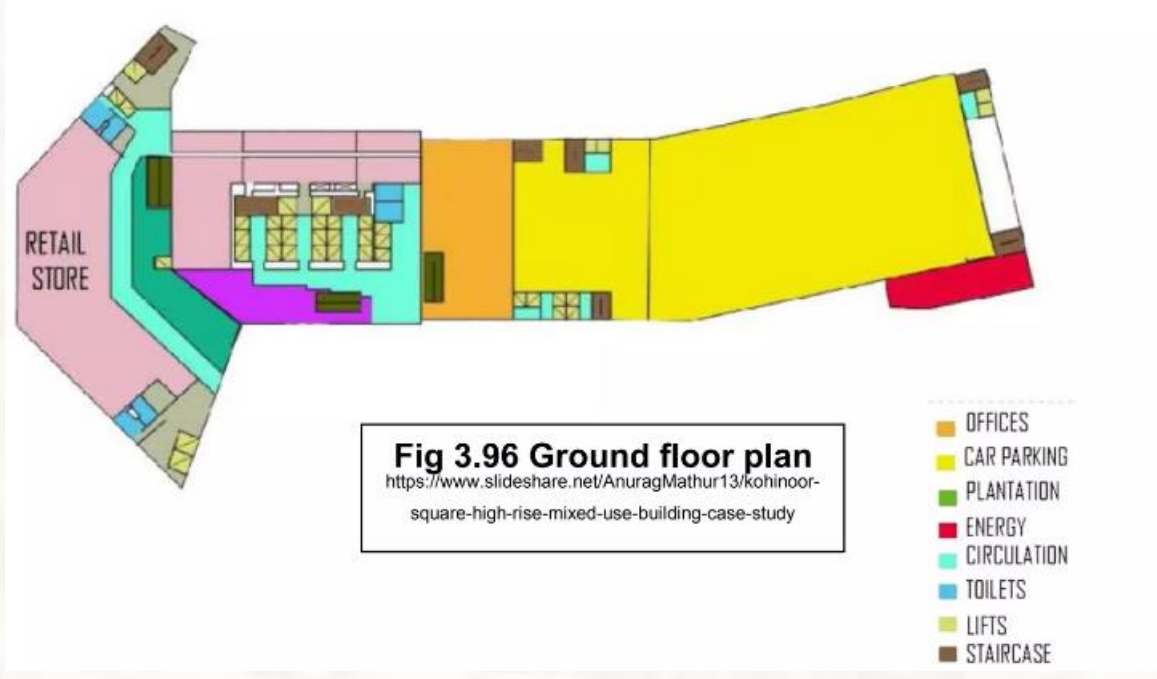 RETAIL
STORE
Fig 3.96 Ground floor plan
https://www.slideshare.net/AnuragMathur13/kohinoor-
square-high-rise-mixed-use-building-case-study
OFFICES
CAR PARKING
PLANTATION
ENERGY
CIRCULATION
TOILETS
LIFTS
STAIRCASE